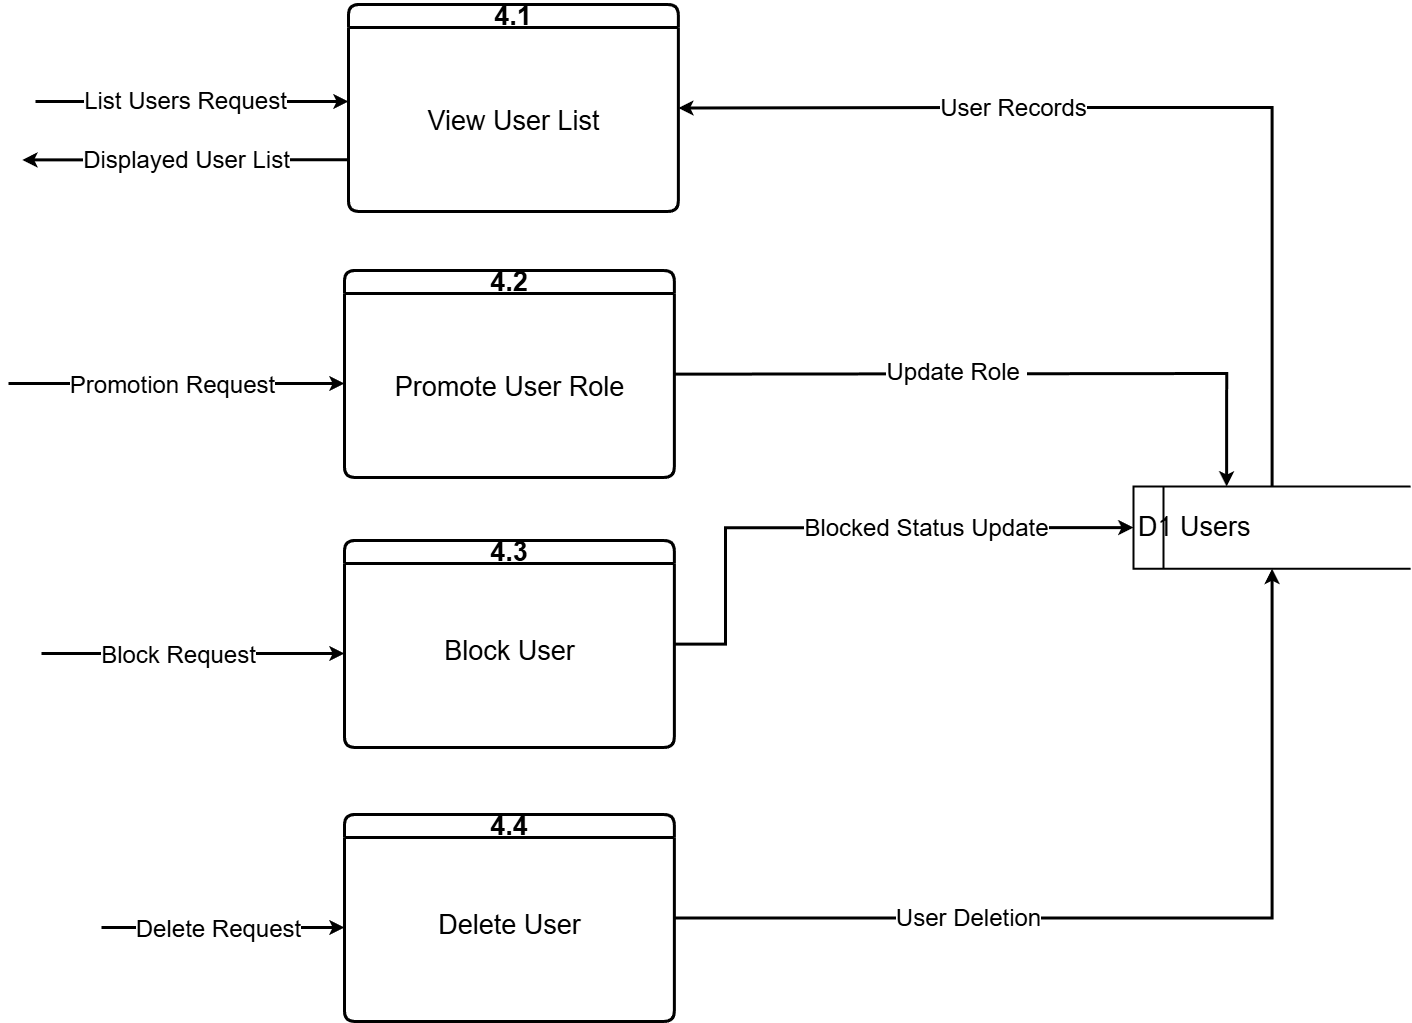 4.1
List Users Request
View User List
User Records
Displayed User List
4.2
Promotion Request
Promote User Role
Update Role
4.3
Blocked Status Update
D1 Users
Block Request
Block User
4.4
Delete Request
Delete User
User Deletion